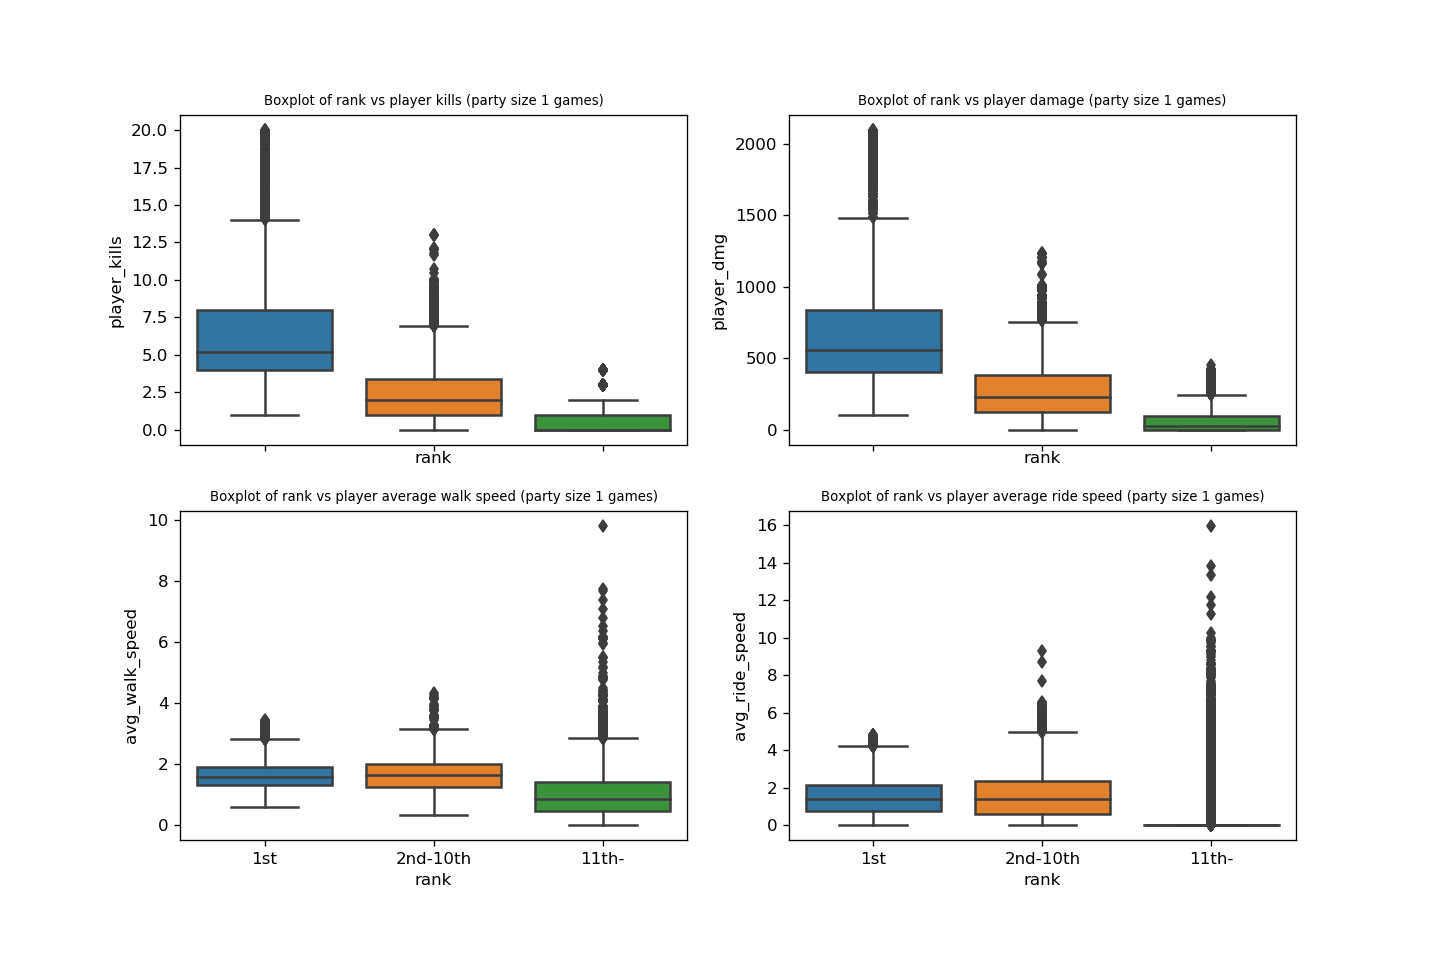 Boxplot of rank vs player kills (party size 1 games)
player_kills
20.0
17.5
15.0
12.5
10.0
7.5
5.0
2.5
0.0
rank
Boxplot of rank vs player damage (party size 1 games)
player_dmg
2000
1500
1000
500
0
rank
Boxplot of rank vs player average walk speed (party size 1 games)
avg_walk_speed
10
8
6
4
2
0
1st 2nd-10th 11th-
rank
Boxplot of rank vs player average ride speed (party size 1 games)
avg_ride_speed
16
14
12
10
8
6
4
2
0
1st 2nd-10th 11th-
rank